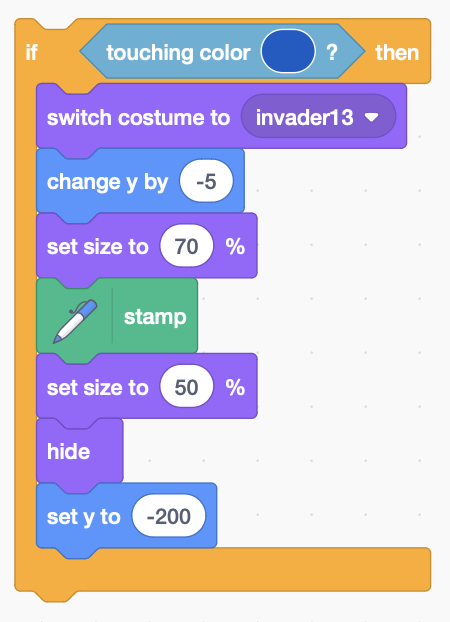 if touching color ? then
switch costume to invader13
change y by -5
set size to 70 %
stamp
set size to 50 %
hide
set y to -200